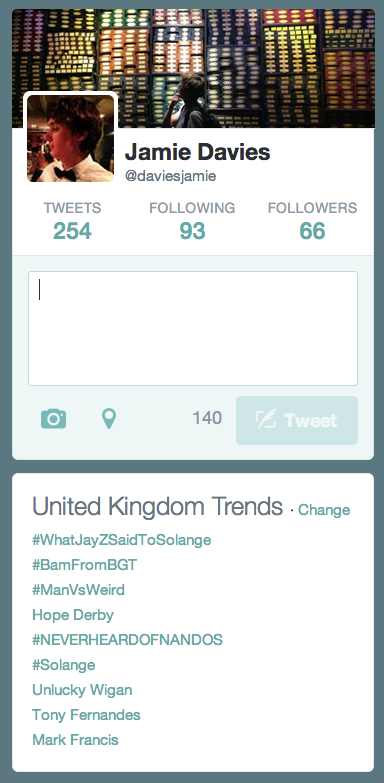 Jamie Davies
@daviesjamie
TWEETS FOLLOWING FOLLOWERS
254 93 66
140 Tweet
United Kingdom Trends · Change
#WhatJayZSaidToSolange
#BamFromBGT
#ManVsWeird
Hope Derby
#NEVERHEARDOFNANDOS
#Solange
Unlucky Wigan
Tony Fernandes
Mark Francis